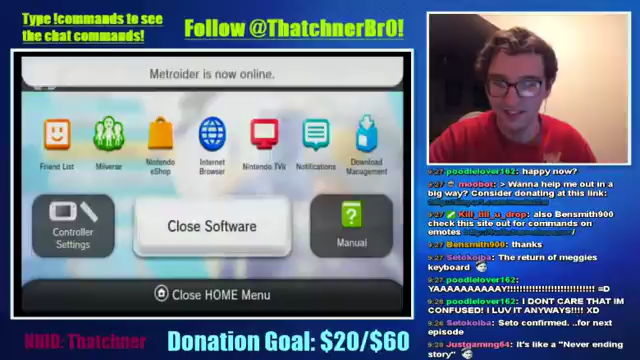 Type !commands to see
the chat commands!
Follow @ThatchnerBr0!
Metroider is now online.
Friend List
Miiverse
Nintendo
eShop
Internet
Browser
Nintendo TVii
Notifications
Download
Management
Controller
Settings
Close Software
Manual
Close HOME Menu
NNID: Thatchner
Donation Goal: $20/$60
9:27 poodlelover162: happy now?
9:27 moobot: > Wanna help me out in a
big way? Consider donating at this link:
9:27 Kill_all_u_drop: also Bensmith900
check this site out for commands on
emotes
9:27 Bensmith900: thanks
9:27 Setokaiba: The return of meggies
keyboard
9:27 poodlelover162:
=D
9:28 poodlelover162: I DONT CARE THAT IM
CONFUSED! I LUV IT ANYWAYS!!!! XD
9:28 Setokaiba: Seto confirmed. ..for next
episode
9:28 Justgaming64: It's like a "Never ending
story"